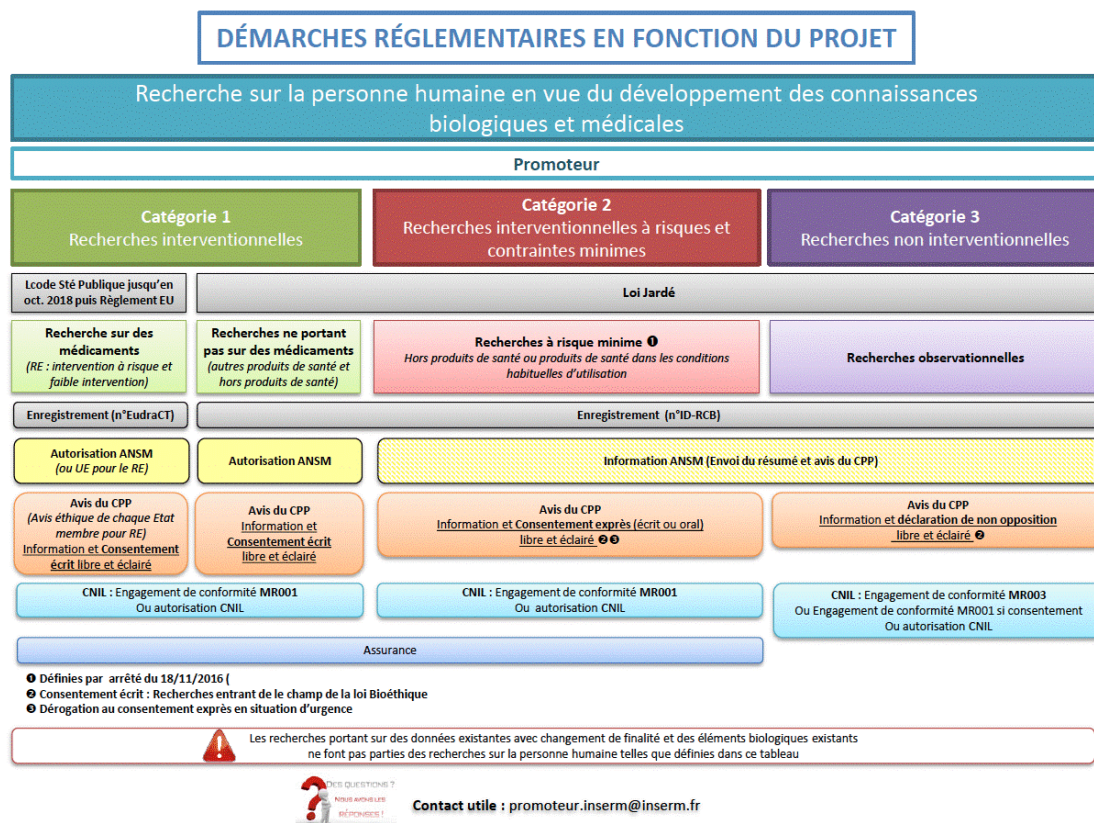 DÉMARCHES RÉGLEMENTAIRES EN FONCTION DU PROJET
Recherche sur la personne humaine en vue du développement des connaissances
biologiques et médicales
Promoteur
Catégorie 1
Recherches interventionnelles
Catégorie 2
Recherches interventionnelles à risques et
contraintes minimes
Catégorie 3
Recherches non interventionnelles
Lcode Sté Publique jusqu'en
oct. 2018 puis Règlement EU
Loi Jardé
Recherche sur des
médicaments
(RE : intervention à risque et
faible intervention)
Recherches ne portant
pas sur des médicaments
(autres produits de santé et
hors produits de santé)
Recherches à risque minime ❶
Hors produits de santé ou produits de santé dans les conditions
habituelles d'utilisation
Recherches observationnelles
Enregistrement (n°EudraCT)
Enregistrement (n°ID-RCB)
Autorisation ANSM
(ou UE pour le RE)
Autorisation ANSM
Information ANSM (Envoi du résumé et avis du CPP)
Avis du CPP
(Avis éthique de chaque Etat
membre pour RE)
Information et Consentement
écrit libre et éclairé
Avis du CPP
Information et
Consentement écrit
libre et éclairé
Avis du CPP
Information et Consentement exprès (écrit ou oral)
libre et éclairé ❷❸
Avis du CPP
Information et déclaration de non opposition
libre et éclairé ❷
CNIL : Engagement de conformité MR001
Ou autorisation CNIL
CNIL : Engagement de conformité MR001
Ou autorisation CNIL
CNIL : Engagement de conformité MR003
Ou Engagement de conformité MR001 si consentement
Ou autorisation CNIL
Assurance
❶ Définies par arrêté du 18/11/2016 (
❷ Consentement écrit : Recherches entrant de le champ de la loi Bioéthique
❸ Dérogation au consentement exprès en situation d'urgence
Les recherches portant sur des données existantes avec changement de finalité et des éléments biologiques existants
ne font pas parties des recherches sur la personne humaine telles que définies dans ce tableau
DES QUESTIONS ?
NOUS AVONS LES
RÉPONSES !
Contact utile : promoteur.inserm@inserm.fr